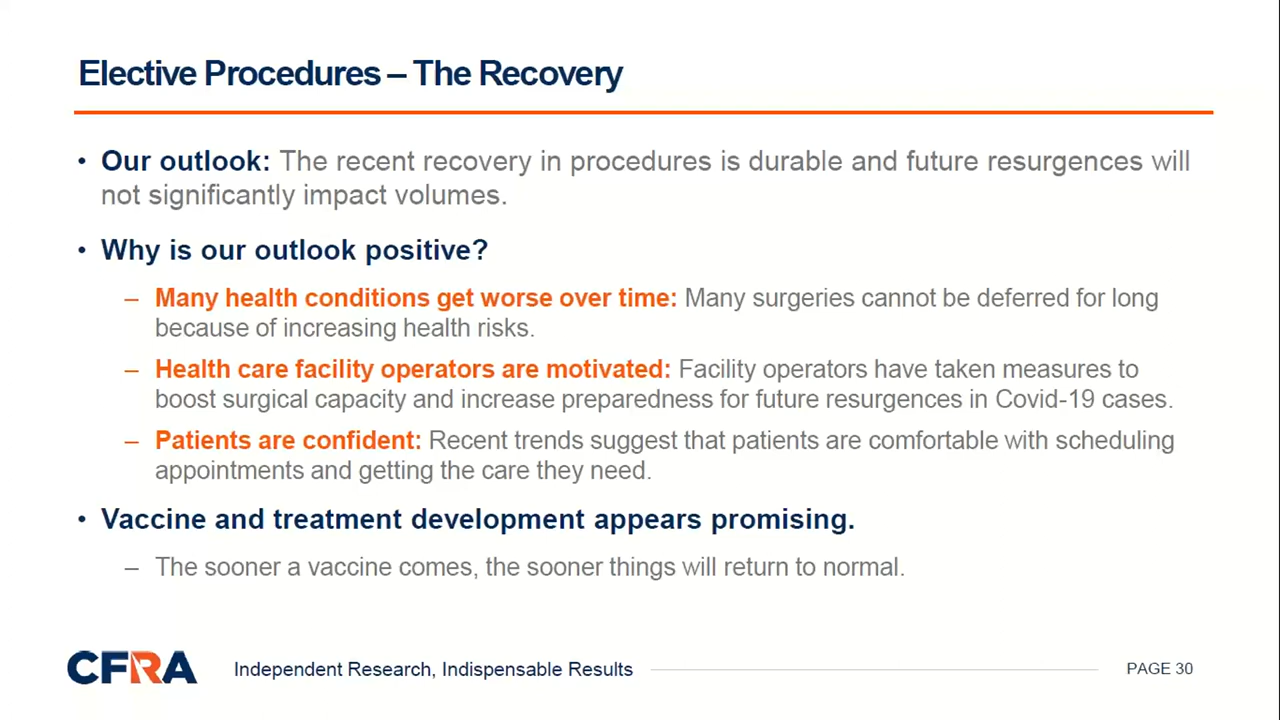 Elective Procedures – The Recovery
• Our outlook: The recent recovery in procedures is durable and future resurgences will
not significantly impact volumes.
• Why is our outlook positive?
– Many health conditions get worse over time: Many surgeries cannot be deferred for long
because of increasing health risks.
– Health care facility operators are motivated: Facility operators have taken measures to
boost surgical capacity and increase preparedness for future resurgences in Covid-19 cases.
– Patients are confident: Recent trends suggest that patients are comfortable with scheduling
appointments and getting the care they need.
• Vaccine and treatment development appears promising.
– The sooner a vaccine comes, the sooner things will return to normal.
CFRA Independent Research, Indispensable Results PAGE 30